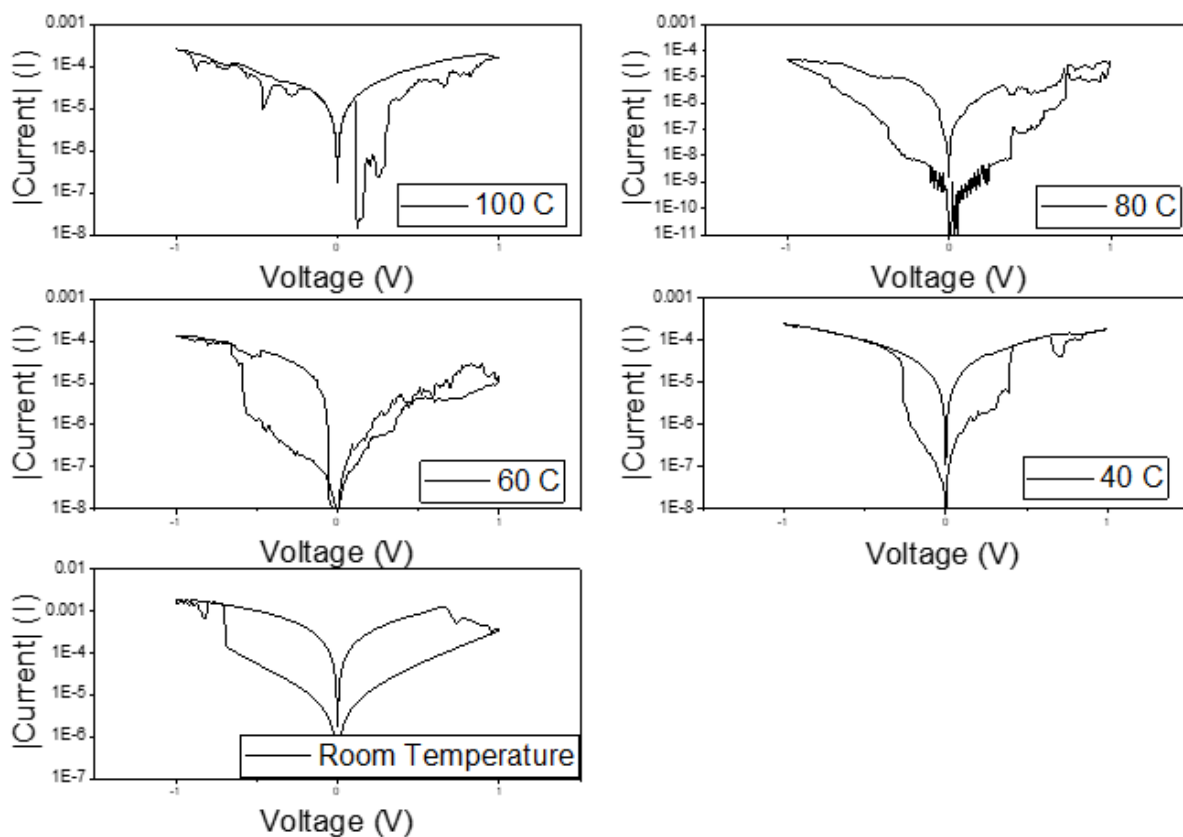 0.001
1E-4
1E-5
1E-6
1E-7
1E-8
|Current| (I)
-1
0
1
Voltage (V)
100 C
0.001
1E-4
1E-5
1E-6
1E-7
1E-8
1E-9
1E-10
1E-11
|Current| (I)
-1
0
1
Voltage (V)
80 C
0.001
1E-4
1E-5
1E-6
1E-7
1E-8
|Current| (I)
-1
0
1
Voltage (V)
60 C
0.001
1E-4
1E-5
1E-6
1E-7
1E-8
|Current| (I)
-1
0
1
Voltage (V)
40 C
0.01
0.001
1E-4
1E-5
1E-6
1E-7
|Current| (I)
-1
0
1
Voltage (V)
Room Temperature